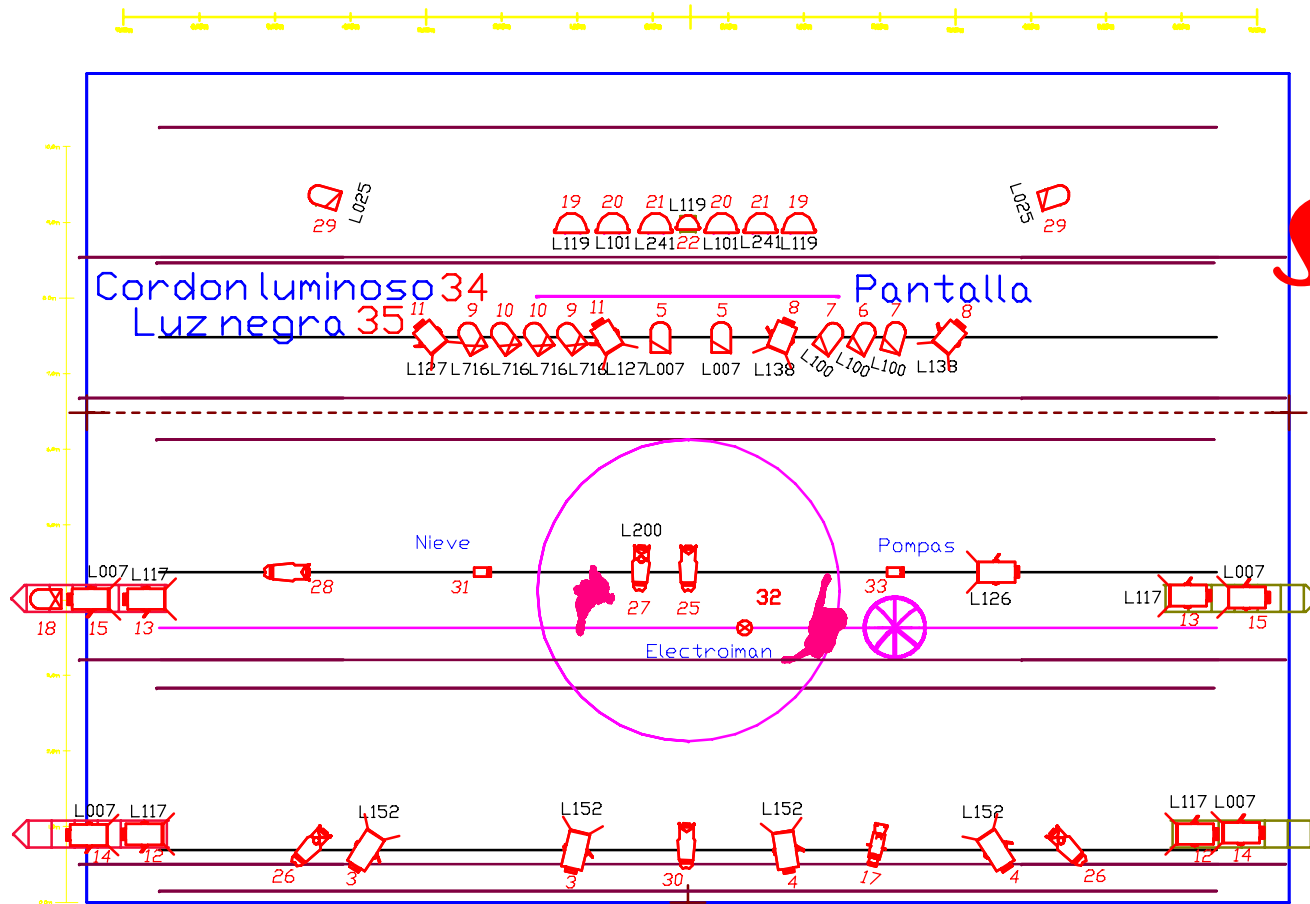 L119
19 20 21 20 21 19
L025 L025
29 29
L119 L101 L241 22 L101 L241 L119
Cordon luminoso 34 Pantalla
Luz negra 35
11 9 10 10 9 11 5 5 8 7 6 7 8
L127 L716 L716 L716 L716 L127 L007 L007 L138 L100 L100 L100 L138
L200
Nieve Pompas
L007 L117 L007
28 31 33
L126 L117
18 15 13 27 25 32 13 15
Electroiman
L007 L117 L152 L152 L152 L152 L117 L007
14 12 12 14
26 3 3 30 4 17 4 26